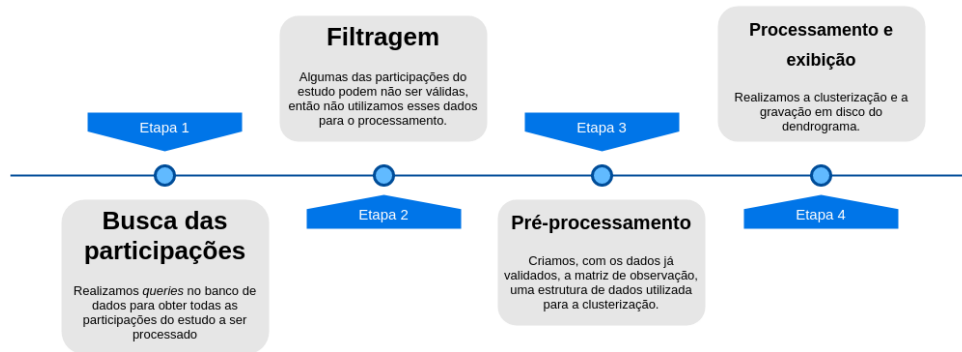 Etapa 1
Busca das
participações
Realizamos queries no banco de
dados para obter todas as
participações do estudo a ser
processado
Filtragem
Algumas das participações do
estudo podem não ser válidas,
então não utilizamos esses dados
para o processamento.
Etapa 2
Etapa 3
Pré-processamento
Criamos, com os dados já
validados, a matriz de observação,
uma estrutura de dados utilizada
para a clusterização.
Processamento e
exibição
Realizamos a clusterização e a
gravação em disco do
dendrograma.
Etapa 4